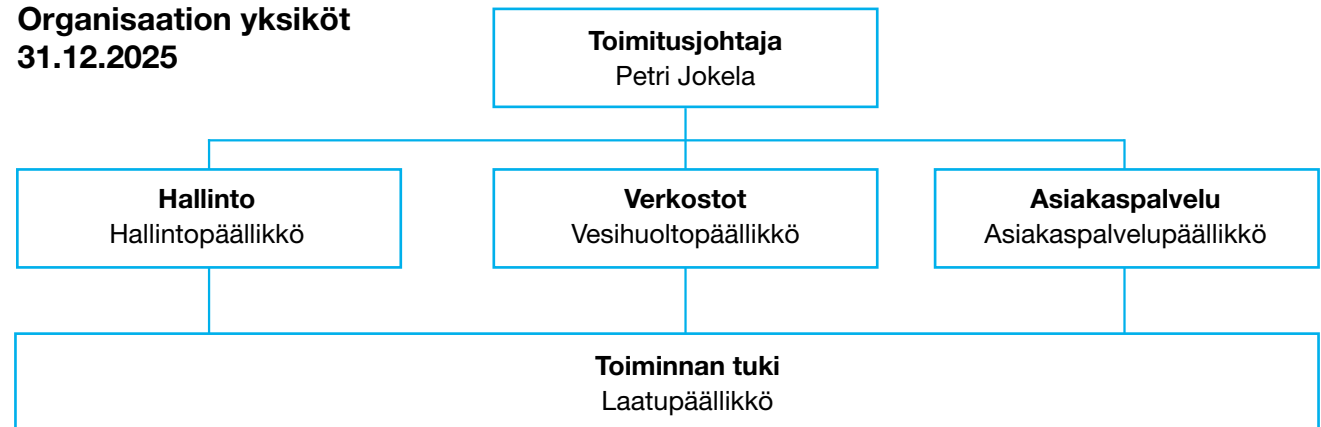 Organisaation yksiköt
31.12.2025
Toimitusjohtaja
Petri Jokela
Hallinto
Hallintopäällikkö
Verkostot
Vesihuoltopäällikkö
Asiakaspalvelu
Asiakaspalvelupäällikkö
Toiminnan tuki
Laatupäällikkö